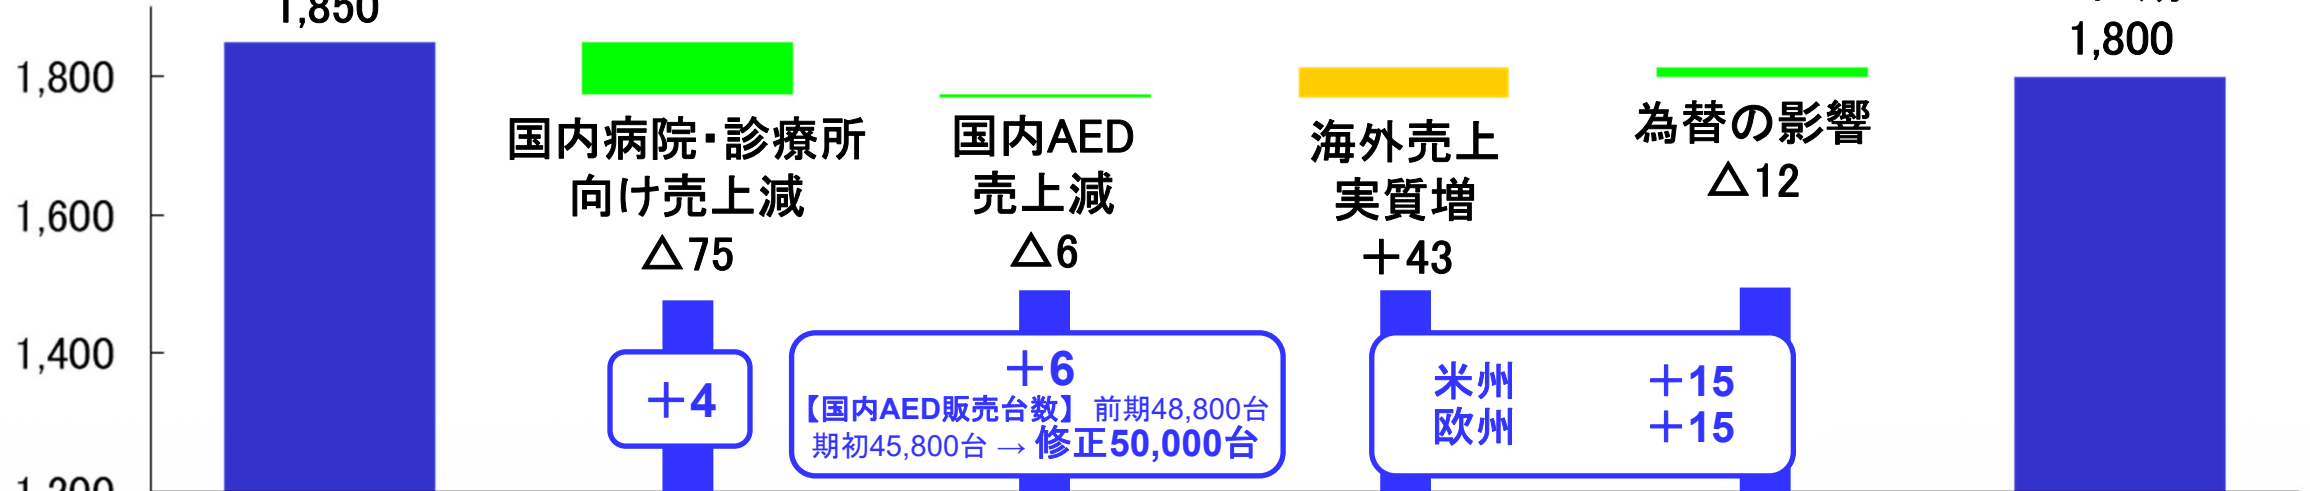 1,850
1,800
1,800
1,600
1,400
国内病院・診療所
向け売上減
△75
国内AED
売上減
△6
海外売上
実質増
＋43
為替の影響
△12
＋4
＋6
【国内AED販売台数】 前期48,800台
期初45,800台 → 修正50,000台
米州 ＋15
欧州 ＋15